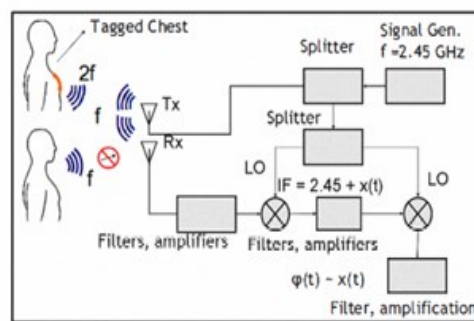 Tagged Chest
Signal Gen.
f =2.45 GHz
Splitter
2f
f
Tx
Rx
Splitter
f
LO
IF = 2.45 + x(t)
LO
Filters, amplifiers
Filters, amplifiers
φ(t) ~ x(t)
Filter, amplification